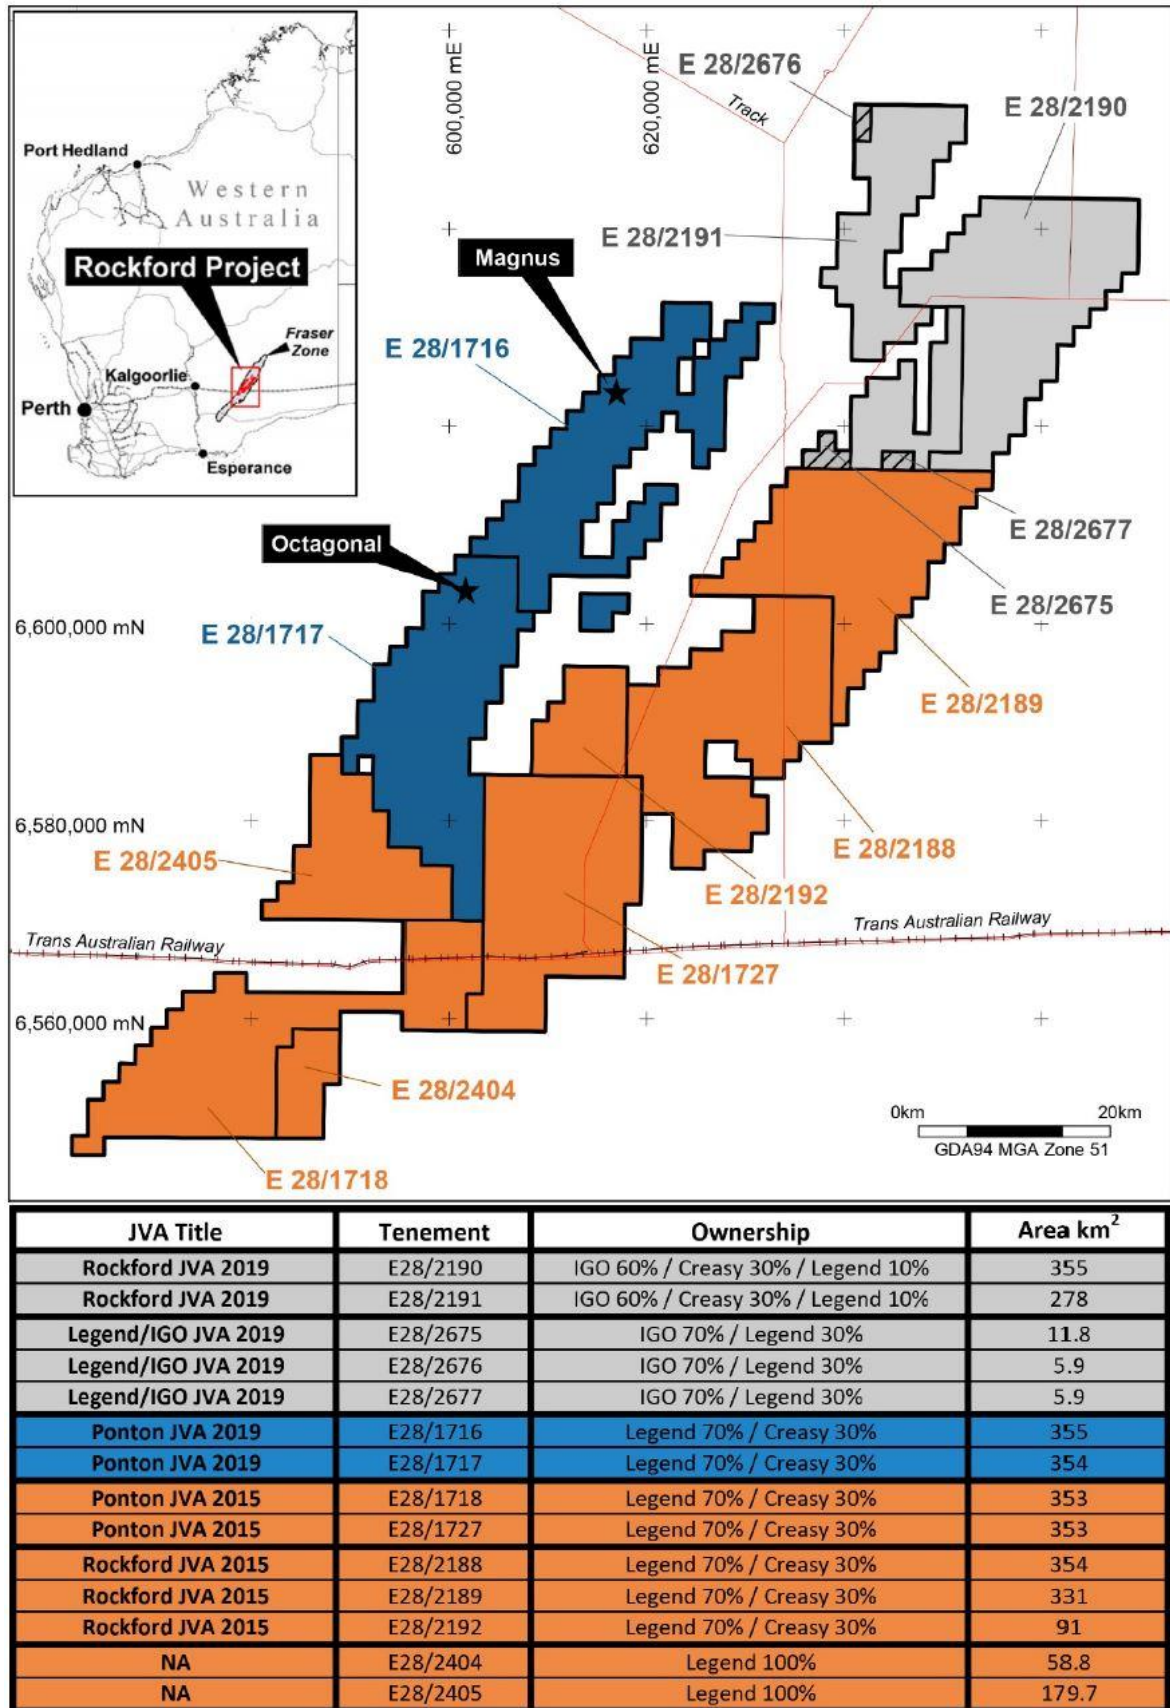 600,000 mE
620,000 mE
E 28/2676
Track
E 28/2190
Port Hedland
Western
Australia
E 28/2191
Magnus
Rockford Project
Fraser
Zone
E 28/1716
Kalgoorlie
Perth
Esperance
E 28/2677
Octagonal
E 28/2675
6,600,000 mN
E 28/1717
E 28/2189
6,580,000 mN
E 28/2188
E 28/2405
E 28/2192
Trans Australian Railway
Trans Australian Railway
E 28/1727
6,560,000 mN
E 28/2404
0km 20km
GDA94 MGA Zone 51
E 28/1718
JVA Title Tenement Ownership Area km²
Rockford JVA 2019 E28/2190 IGO 60% / Creasy 30% / Legend 10% 355
Rockford JVA 2019 E28/2191 IGO 60% / Creasy 30% / Legend 10% 278
Legend/IGO JVA 2019 E28/2675 IGO 70% / Legend 30% 11.8
Legend/IGO JVA 2019 E28/2676 IGO 70% / Legend 30% 5.9
Legend/IGO JVA 2019 E28/2677 IGO 70% / Legend 30% 5.9
Ponton JVA 2019 E28/1716 Legend 70% / Creasy 30% 355
Ponton JVA 2019 E28/1717 Legend 70% / Creasy 30% 354
Ponton JVA 2015 E28/1718 Legend 70% / Creasy 30% 353
Ponton JVA 2015 E28/1727 Legend 70% / Creasy 30% 353
Rockford JVA 2015 E28/2188 Legend 70% / Creasy 30% 354
Rockford JVA 2015 E28/2189 Legend 70% / Creasy 30% 331
Rockford JVA 2015 E28/2192 Legend 70% / Creasy 30% 91
NA E28/2404 Legend 100% 58.8
NA E28/2405 Legend 100% 179.7